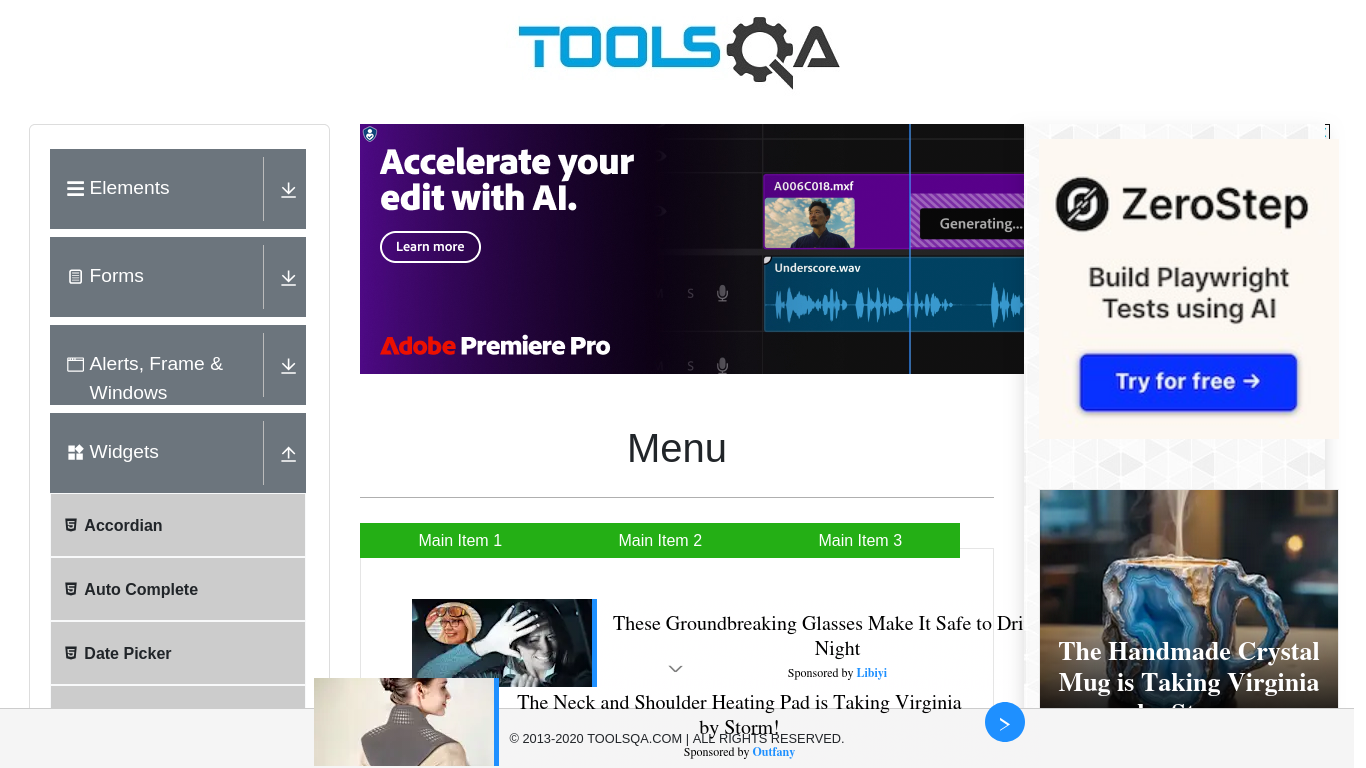 TOOLSQA
Elements
Forms
Alerts, Frame &
Windows
Widgets
Accordian
Auto Complete
Date Picker
Accelerate your
edit with AI.
Learn more
Adobe Premiere Pro
A006C018.mxf
Generating...
Underscore.wav
S
S
Menu
Main Item 1
Main Item 2
Main Item 3
These Groundbreaking Glasses Make It Safe to Dri
Night
Sponsored by Libiyi
The Neck and Shoulder Heating Pad is Taking Virginia
by Storm!
Sponsored by Outfany
© 2013-2020 TOOLSQA.COM | ALL RIGHTS RESERVED.
ZeroStep
Build Playwright
Tests using AI
Try for free →
The Handmade Crystal
Mug is Taking Virginia